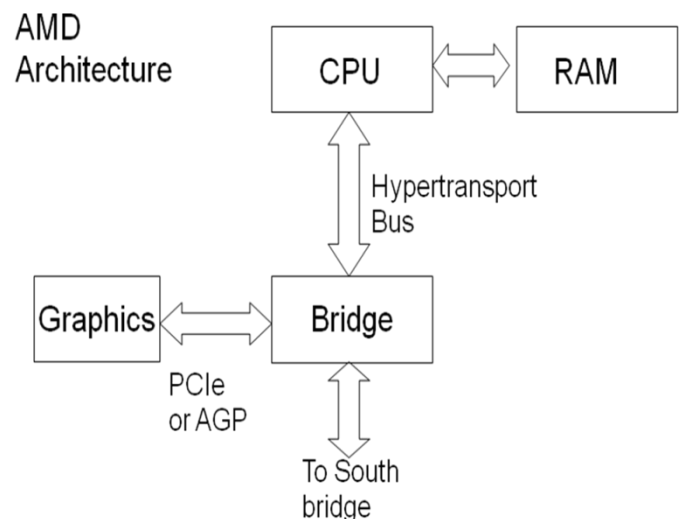 AMD
Architecture
CPU
RAM
Hypertransport
Bus
Graphics
Bridge
PCIe
or AGP
To South
bridge